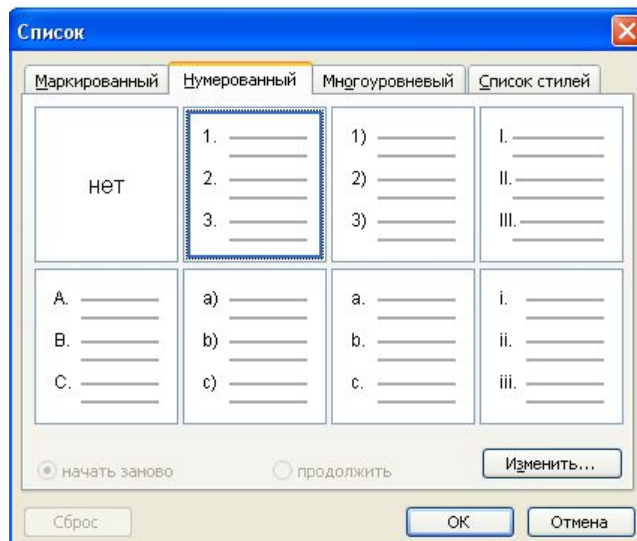 Список
Маркированный Нумерованный Многоуровневый Список стилей
нет
1.
2.
3.
1)
2)
3)
I.
II.
III.
A.
B.
C.
a)
b)
c)
a.
b.
c.
i.
ii.
iii.
начать заново продолжить Изменить...
Сброс ОК Отмена